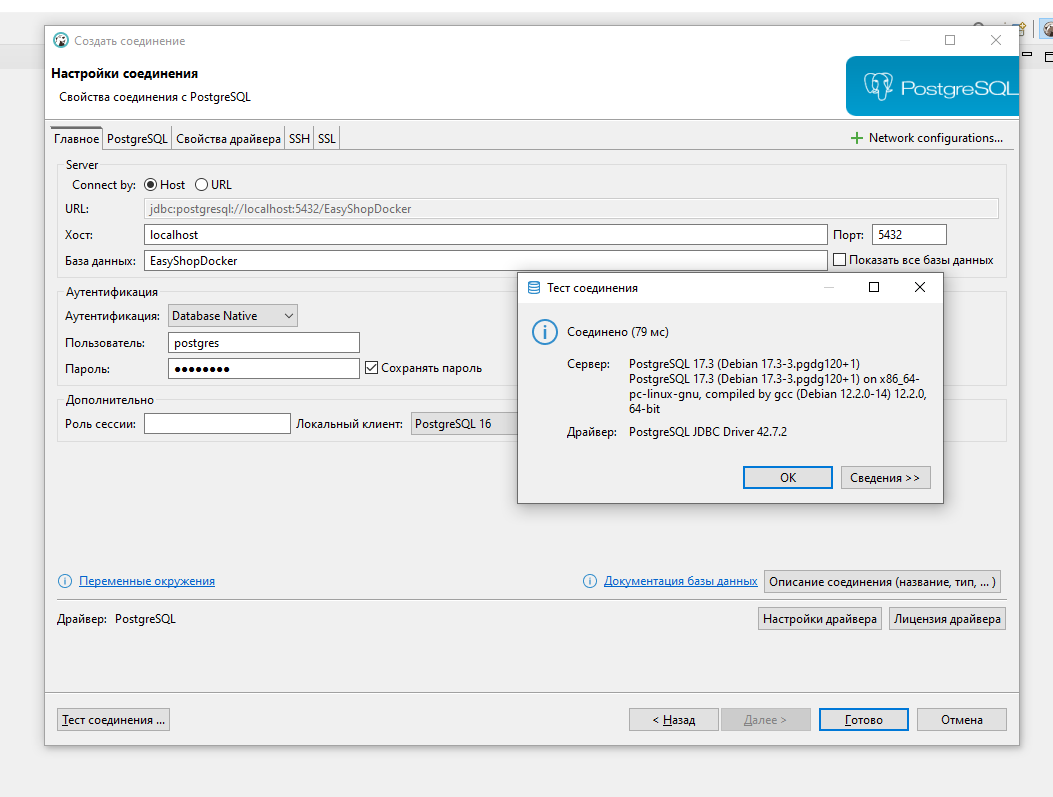 Создать соединение
Настройки соединения
Свойства соединения с PostgreSQL
PostgreSQL
Главное PostgreSQL Свойства драйвера SSH SSL
Network configurations...
Server
Connect by: Host URL
URL: jdbc:postgresql://localhost:5432/EasyShopDocker
Хост: localhost Порт: 5432
База данных: EasyShopDocker Показать все базы данных
Аутентификация
Аутентификация: Database Native
Пользователь: postgres
Пароль: •••••••• Сохранять пароль
Дополнительно
Роль сессии: Локальный клиент: PostgreSQL 16
Тест соединения
Соединено (79 мс)
Сервер: PostgreSQL 17.3 (Debian 17.3-3.pgdg120+1)
PostgreSQL 17.3 (Debian 17.3-3.pgdg120+1) on x86_64-
pc-linux-gnu, compiled by gcc (Debian 12.2.0-14) 12.2.0,
64-bit
Драйвер: PostgreSQL JDBC Driver 42.7.2
OK Сведения >>
Переменные окружения
Документация базы данных Описание соединения (название, тип, ... )
Драйвер: PostgreSQL
Настройки драйвера Лицензия драйвера
Тест соединения ... < Назад Далее > Готово Отмена